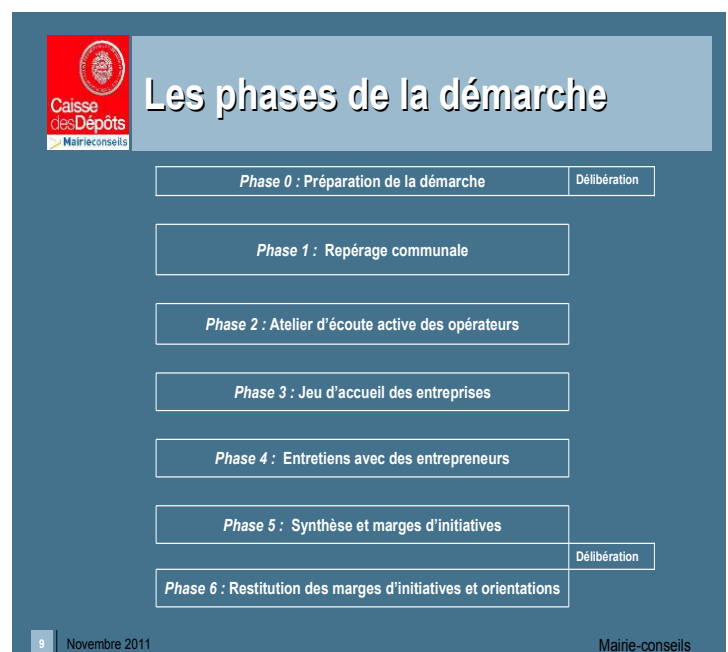 Caisse
desDépôts
Mairieconseils
Les phases de la démarche
Phase 0 : Préparation de la démarche
Délibération
Phase 1 : Repérage communale
Phase 2 : Atelier d'écoute active des opérateurs
Phase 3 : Jeu d'accueil des entreprises
Phase 4 : Entretiens avec des entrepreneurs
Phase 5 : Synthèse et marges d'initiatives
Délibération
Phase 6 : Restitution des marges d'initiatives et orientations
9 Novembre 2011
Mairie-conseils